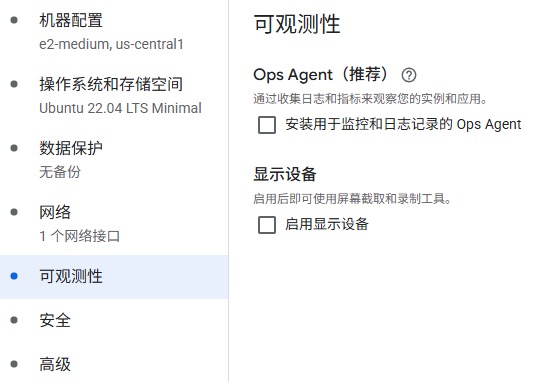 机器配置
e2-medium, us-central1
操作系统和存储空间
Ubuntu 22.04 LTS Minimal
数据保护
无备份
网络
1 个网络接口
可观测性
安全
高级
可观测性
Ops Agent（推荐）
通过收集日志和指标来观察您的实例和应用。
安装用于监控和日志记录的 Ops Agent
显示设备
启用后即可使用屏幕截取和录制工具。
启用显示设备